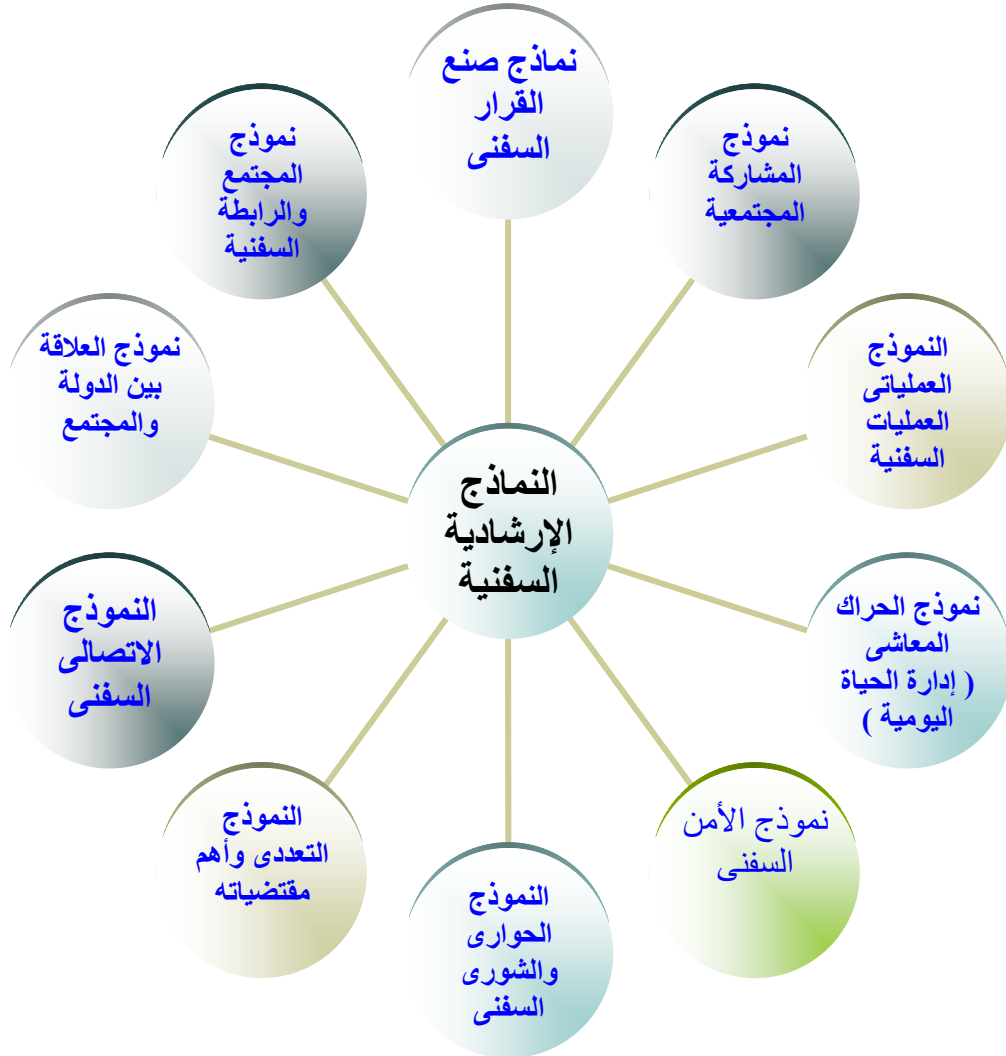 نماذج صنع
القرار
السفنى
نموذج
المشاركة
المجتمعية
النموذج
العملياتى
العمليات
السفنية
نموذج الحراك
المعاشى
( إدارة الحياة
اليومية )
نموذج الأمن
السفنى
النموذج
الحوارى
والشورى
السفنى
النموذج
التعددى وأهم
مقتضياته
النموذج
الاتصالى
السفنى
نموذج العلاقة
بين الدولة
والمجتمع
نموذج
المجتمع
والرابطة
السفنية
النماذج
الإرشادية
السفنية